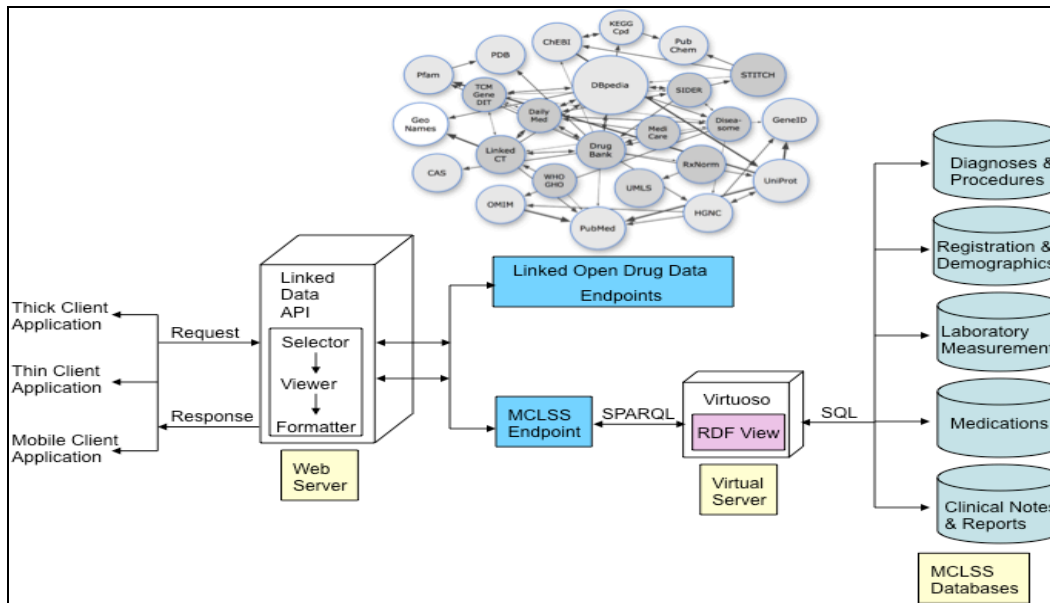 KEGG
Cpd
ChEBI
Pub
Chem
PDB
Pfam
STITCH
DBpedia
TCM
Gene
DIT
SIDER
Daily
Med
Geo
Names
Disea-
some
GeneID
Medi
Care
Linked
CT
Drug
Bank
RxNorm
CAS
WHO
GHO
UMLS
UniProt
OMIM
HGNC
PubMed
Linked
Data
API
Selector
Viewer
Formatter
Web
Server
Thick Client
Application
Thin Client
Application
Mobile Client
Application
Request
Response
Linked Open Drug Data
Endpoints
MCLSS
Endpoint
SPARQL
Virtuoso
RDF View
Virtual
Server
SQL
Diagnoses &
Procedures
Registration &
Demographics
Laboratory
Measurement
Medications
Clinical Notes
& Reports
MCLSS
Databases